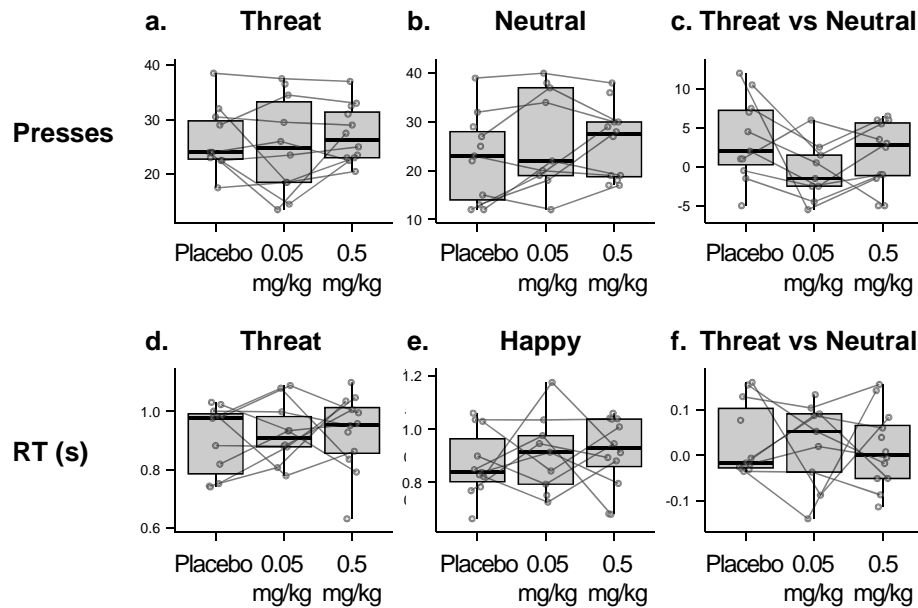 a. Threat b. Neutral c. Threat vs Neutral
Presses
40
30
20
40
30
20
10
10
5
0
-5
Placebo 0.05 0.5 Placebo 0.05 0.5 Placebo 0.05 0.5
mg/kg mg/kg mg/kg mg/kg mg/kg mg/kg
d. Threat e. Happy f. Threat vs Neutral
RT (s)
1.0
0.8
0.6
1.2
1.0
0.8
0.1
0.0
-0.1
Placebo 0.05 0.5 Placebo 0.05 0.5 Placebo 0.05 0.5
mg/kg mg/kg mg/kg mg/kg mg/kg mg/kg